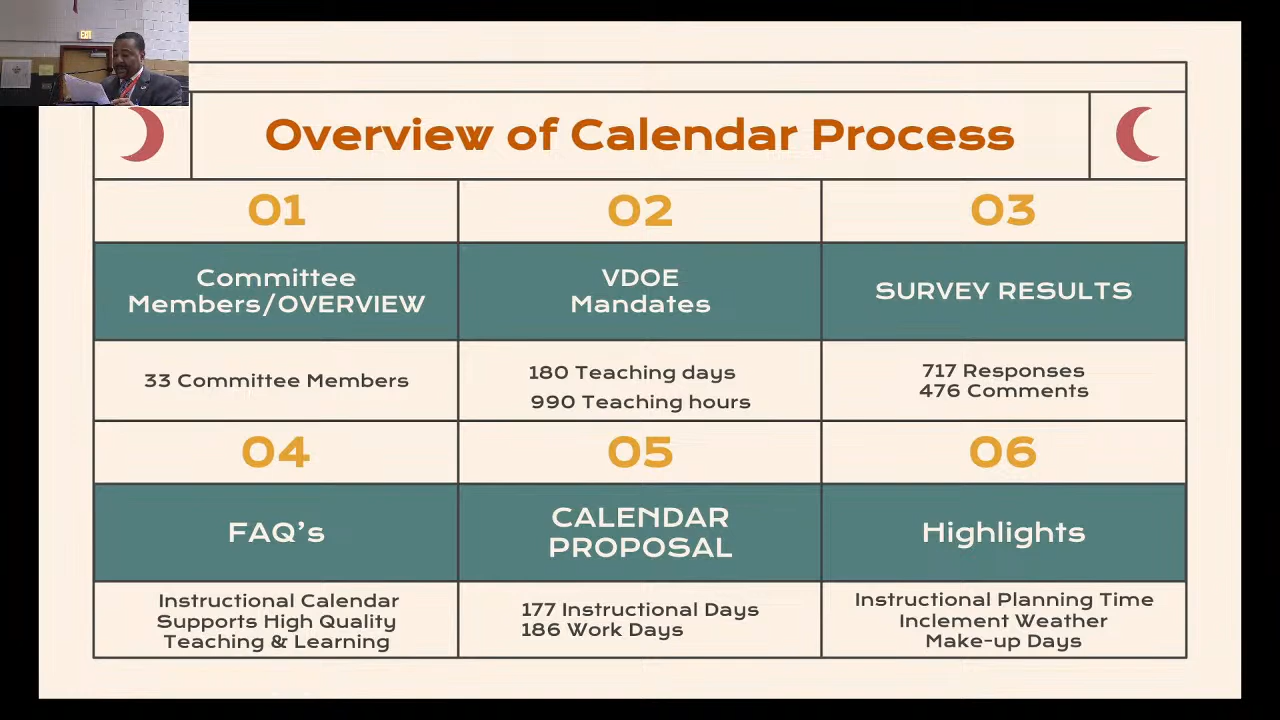 EXIT
Overview of Calendar Process
01
02
03
Committee
Members/OVERVIEW
VDOE
Mandates
SURVEY RESULTS
33 Committee Members
180 Teaching days
990 Teaching hours
717 Responses
476 Comments
04
05
06
FAQ's
CALENDAR
PROPOSAL
Highlights
Instructional Calendar
Supports High Quality
Teaching & Learning
177 Instructional Days
186 Work Days
Instructional Planning Time
Inclement Weather
Make-up Days